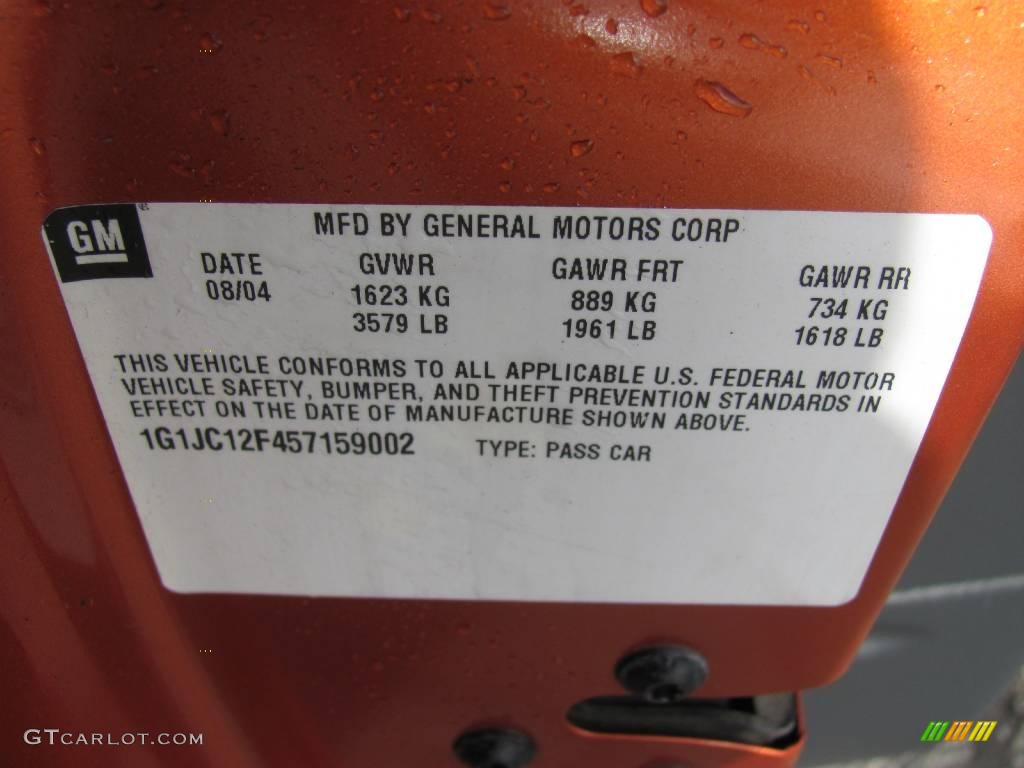 GM ®
MFD BY GENERAL MOTORS CORP
DATE GVWR GAWR FRT GAWR RR
08/04 1623 KG 889 KG 734 KG
3579 LB 1961 LB 1618 LB
THIS VEHICLE CONFORMS TO ALL APPLICABLE U.S. FEDERAL MOTOR
VEHICLE SAFETY, BUMPER, AND THEFT PREVENTION STANDARDS IN
EFFECT ON THE DATE OF MANUFACTURE SHOWN ABOVE.
1G1JC12F457159002 TYPE: PASS CAR
GTCARLOT.COM